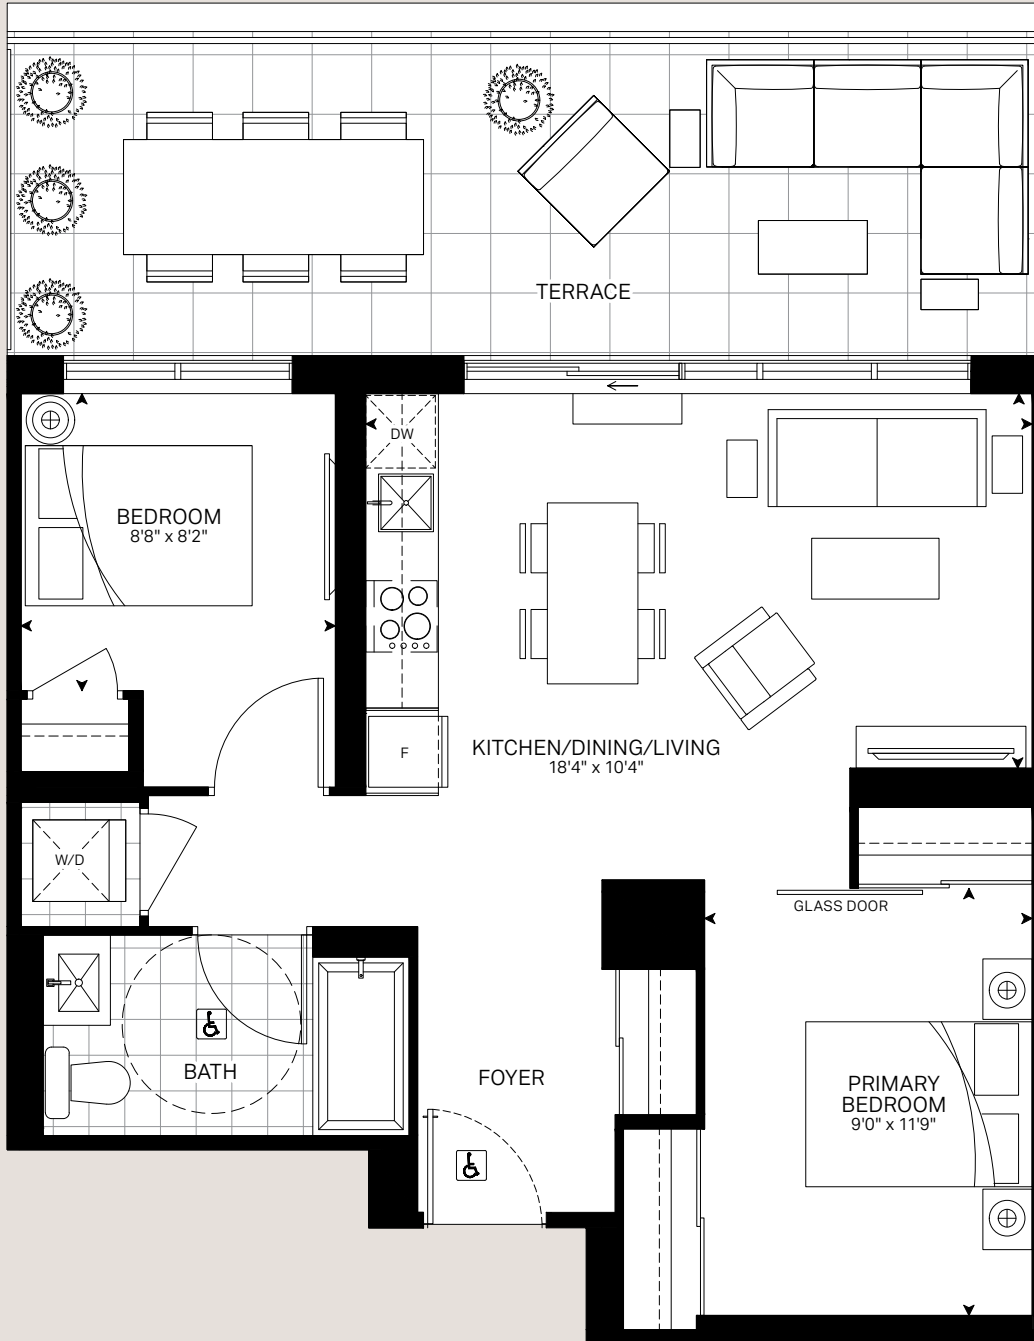 TERRACE
DW
BEDROOM
8'8" x 8'2"
F
KITCHEN/DINING/LIVING
18'4" x 10'4"
W/D
GLASS DOOR
BATH
FOYER
PRIMARY
BEDROOM
9'0" x 11'9"